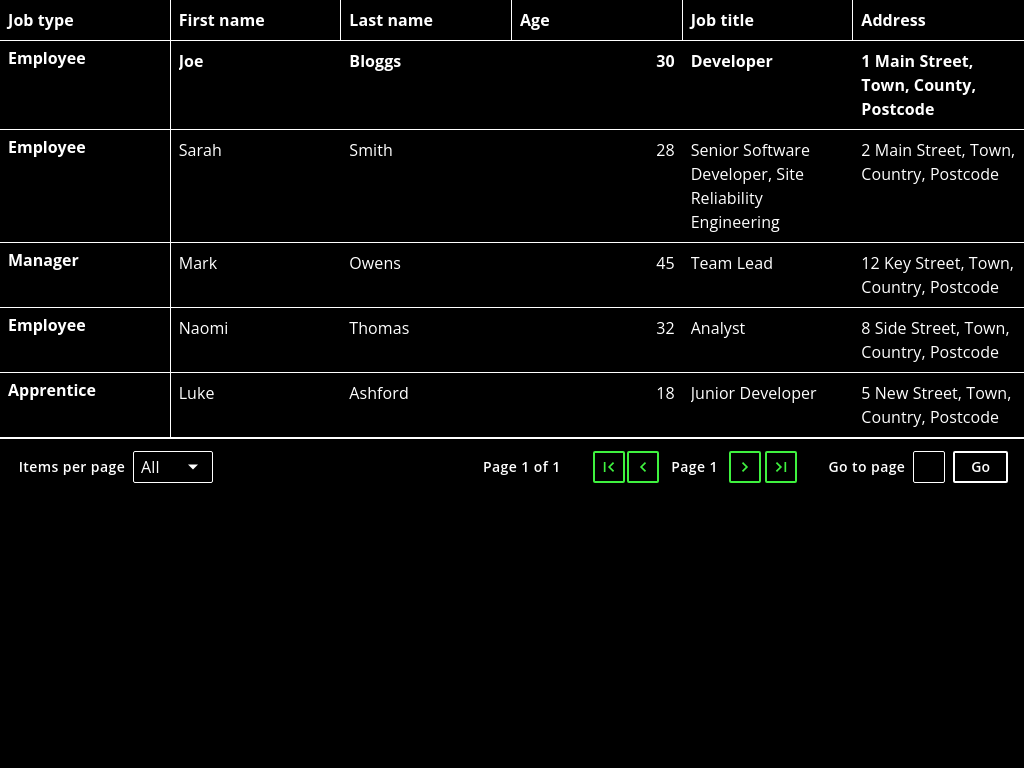 Job type First name Last name Age Job title Address
Employee Joe Bloggs 30 Developer 1 Main Street,
Town, County,
Postcode
Employee Sarah Smith 28 Senior Software 2 Main Street, Town,
Developer, Site Country, Postcode
Reliability
Engineering
Manager Mark Owens 45 Team Lead 12 Key Street, Town,
Country, Postcode
Employee Naomi Thomas 32 Analyst 8 Side Street, Town,
Country, Postcode
Apprentice Luke Ashford 18 Junior Developer 5 New Street, Town,
Country, Postcode
Items per page All Page 1 of 1 Page 1 Go to page Go